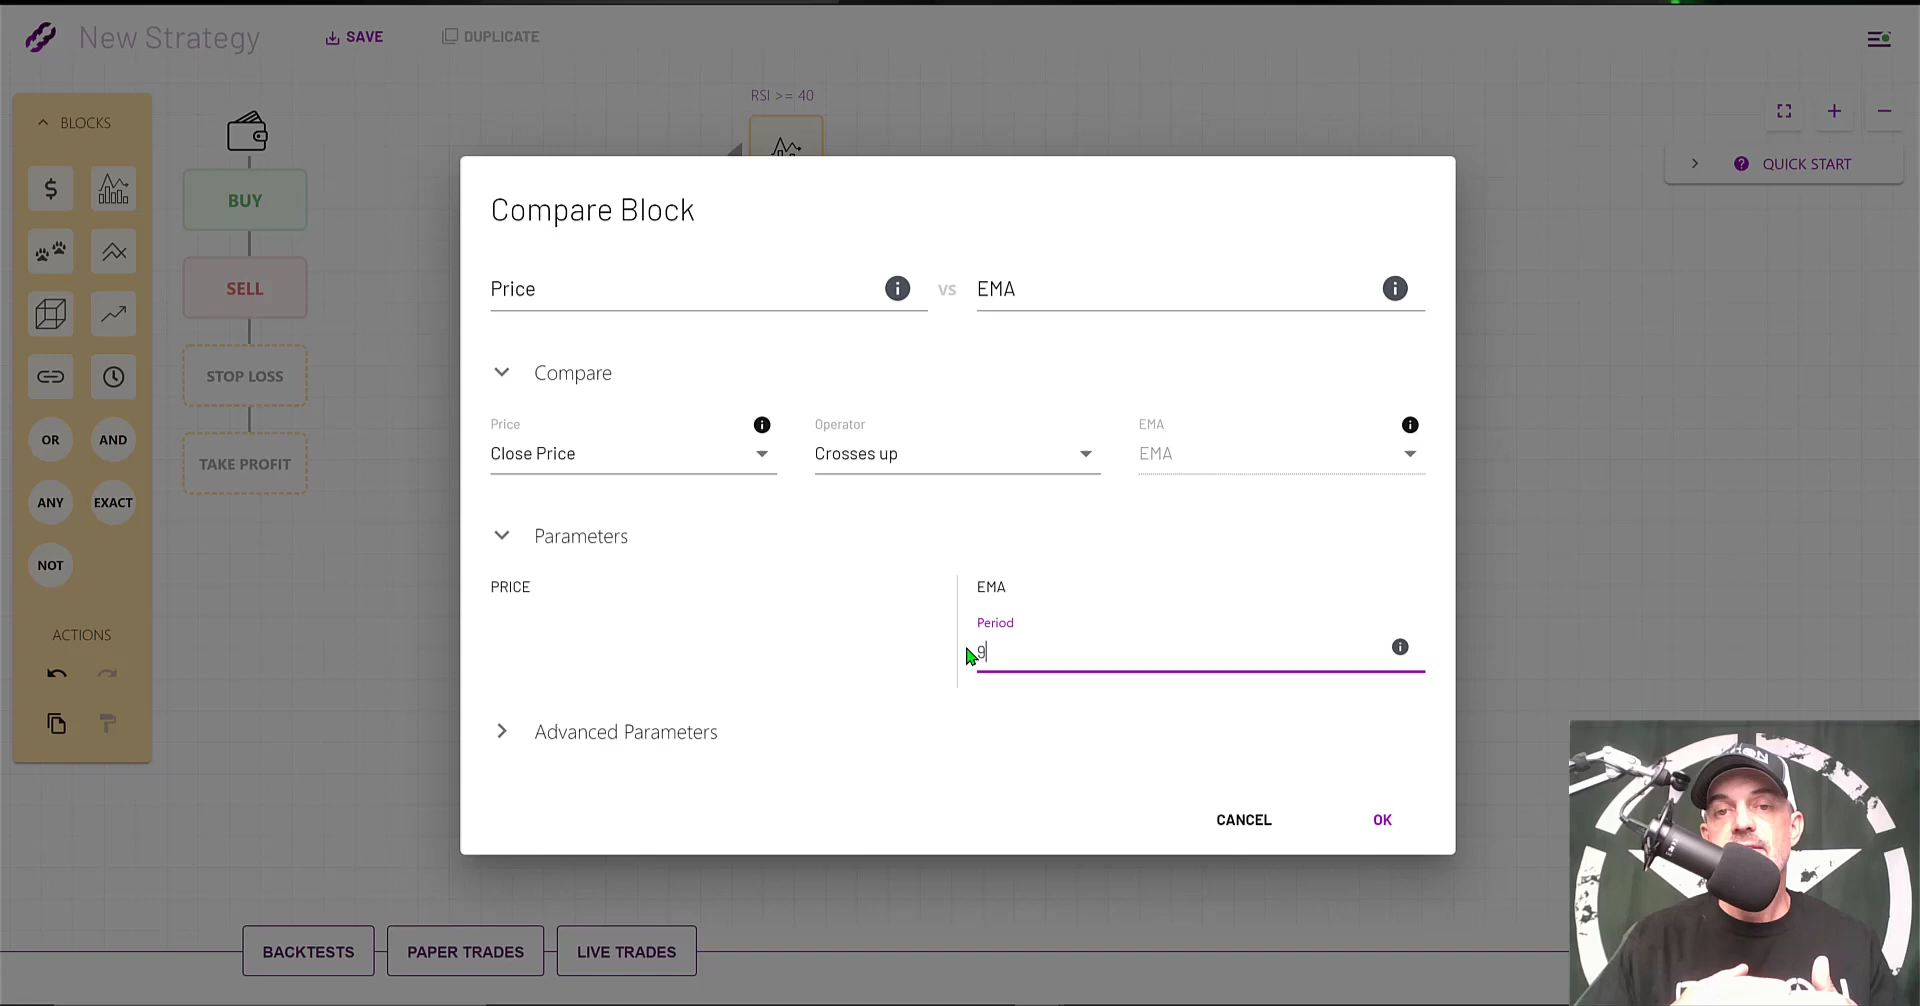 New Strategy
SAVE
DUPLICATE
BLOCKS
$
OR
AND
ANY
EXACT
NOT
ACTIONS
BUY
SELL
STOP LOSS
TAKE PROFIT
RSI >= 40
QUICK START
Compare Block
Price
vs
EMA
Compare
Price
Close Price
Operator
Crosses up
EMA
EMA
Parameters
PRICE
EMA
Period
9
Advanced Parameters
CANCEL
OK
BACKTESTS
PAPER TRADES
LIVE TRADES